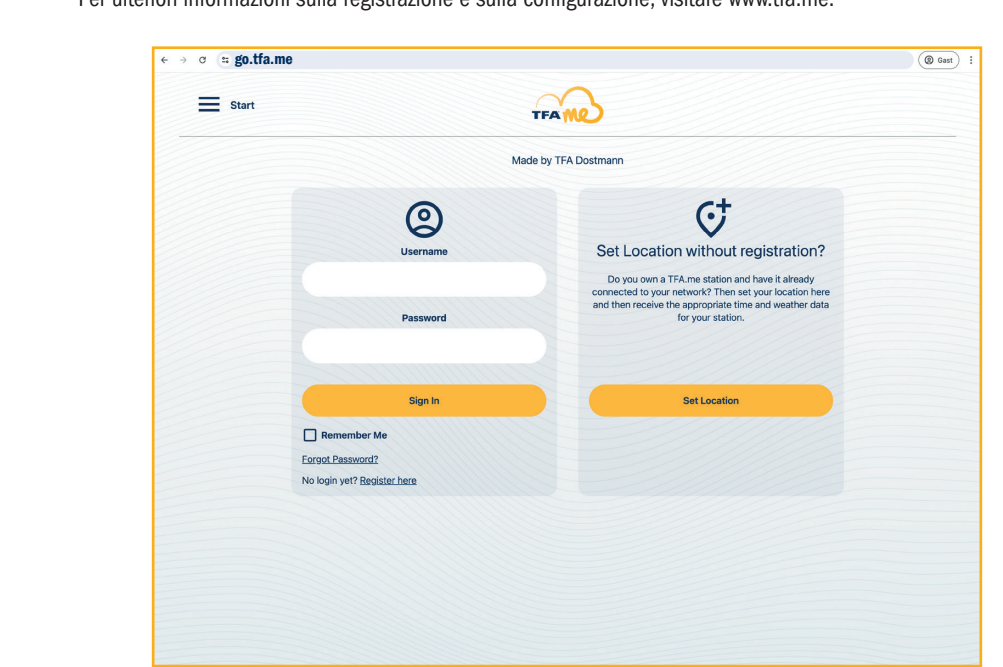 Per ulteriori informazioni sulla registrazione e sulla configurazione, visitare www.tfa.me.
go.tfa.me
Gast
Start
TFA me
Made by TFA Dostmann
Username
Password
Sign In
Remember Me
Forgot Password?
No login yet? Register here
Set Location without registration?
Do you own a TFA.me station and have it already
connected to your network? Then set your location here
and then receive the appropriate time and weather data
for your station.
Set Location